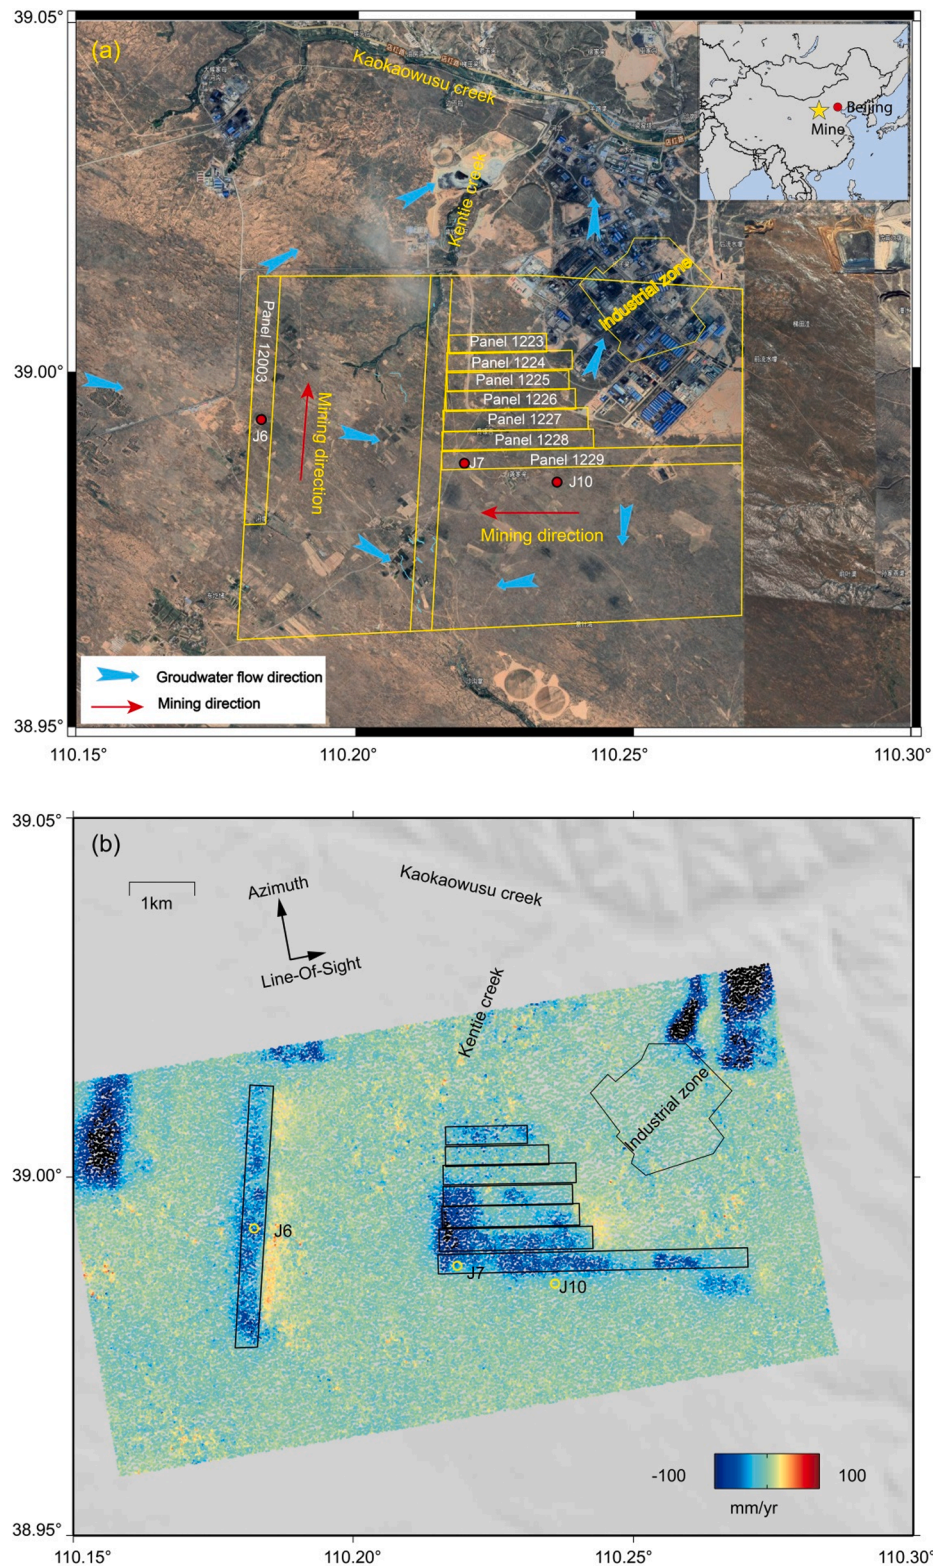 39.05°
(a)
Kaokaowusu creek
Beijing
Mine
Kentie creek
Industrial zone
Panel 12003
Panel 1223
Panel 1224
39.00°
Panel 1225
Panel 1226
Panel 1227
Panel 1228
Panel 1229
J6
Mining direction
J7
J10
Mining direction
Groudwater flow direction
Mining direction
38.95°
110.15°
110.20°
110.25°
110.30°
39.05°
(b)
1km
Azimuth
Line-Of-Sight
Kaokaowusu creek
Kentie creek
Industrial zone
39.00°
J6
J7
J10
-100
100
mm/yr
38.95°
110.15°
110.20°
110.25°
110.30°